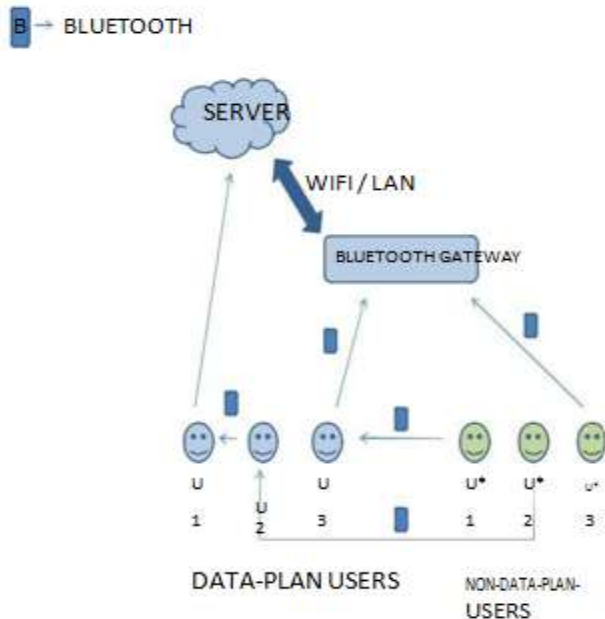 B → BLUETOOTH
SERVER
WIFI / LAN
BLUETOOTH GATEWAY
U U U U* U* U*
1 2 3 1 2 3
DATA-PLAN USERS
NON-DATA-PLAN-
USERS